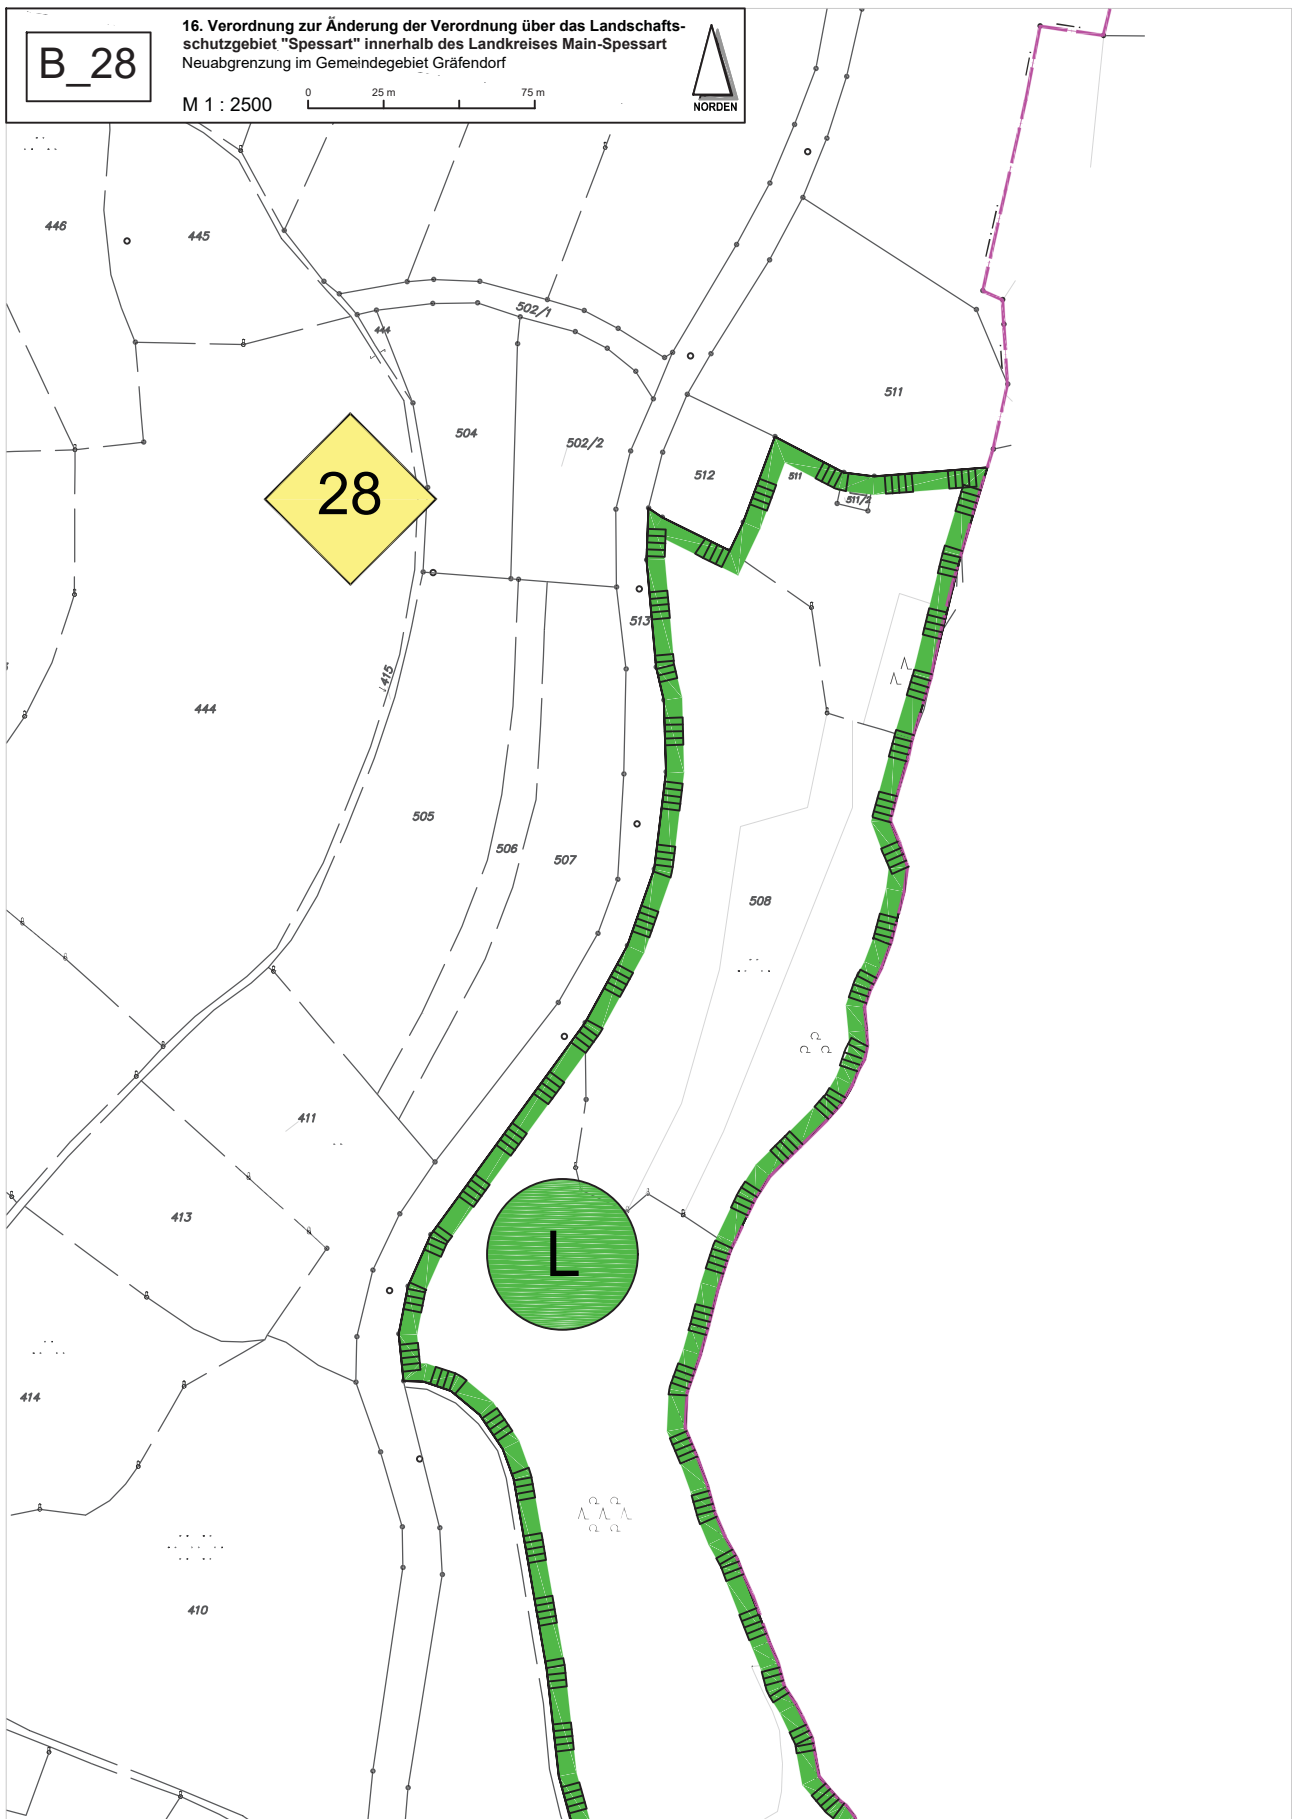 B_28
16. Verordnung zur Änderung der Verordnung über das Landschafts-
schutzgebiet "Spessart" innerhalb des Landkreises Main-Spessart
Neuabgrenzung im Gemeindegebiet Gräfendorf
M 1 : 2500
0 25 m 75 m
NORDEN
446
445
502/1
444
511
504
502/2
512
511
511/2
28
513
415
444
505
506
507
508
411
413
L
414
410